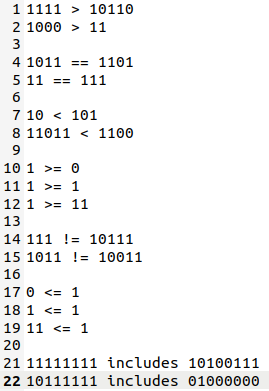 1 1111 > 10110
2 1000 > 11
3
4 1011 == 1101
5 11 == 111
6
7 10 < 101
8 11011 < 1100
9
10 1 >= 0
11 1 >= 1
12 1 >= 11
13
14 111 != 10111
15 1011 != 10011
16
17 0 <= 1
18 1 <= 1
19 11 <= 1
20
21 11111111 includes 10100111
22 10111111 includes 01000000